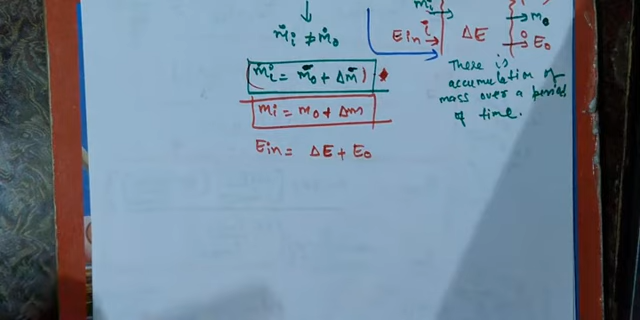 ṁi ≠ ṁo
ṁi = ṁo + Δṁ
mi = mo + Δm
Ein = ΔE + Eo
ṁi
Ein
ΔE
mo
Eo
There is
accumulation of
mass over a period
of time.